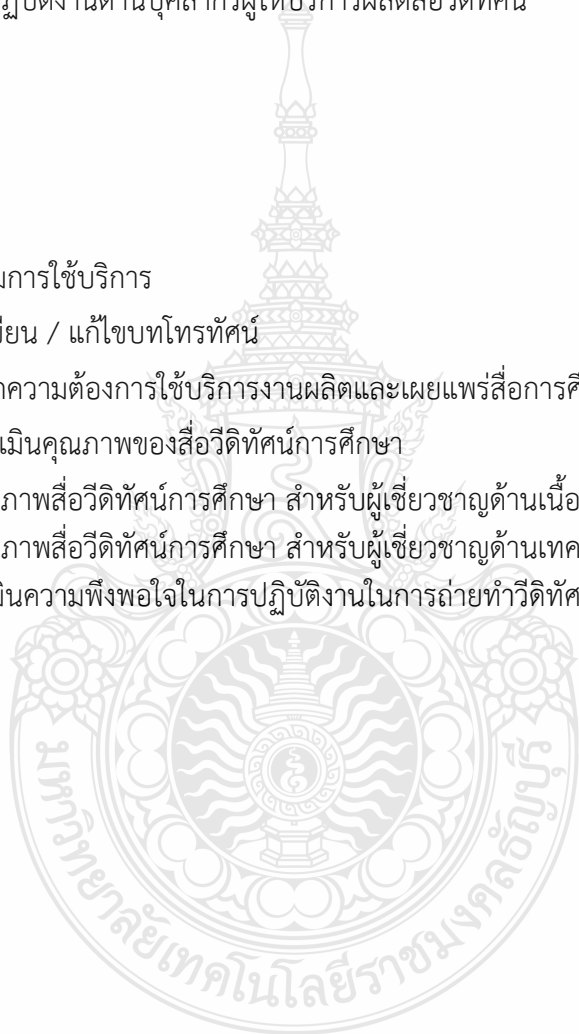 ฏิบัติงานด้านบุคลากรผู้ให้บริการผลิตสื่อวีดิทัศน์
มการใช้บริการ
ขียน / แก้ไขบทโทรทัศน์
าความต้องการใช้บริการงานผลิตและเผยแพร่สื่อการศึ
เมินคุณภาพของสื่อวีดิทัศน์การศึกษา
ภาพสื่อวีดิทัศน์การศึกษา สำหรับผู้เชี่ยวชาญด้านเนื้อ
ภาพสื่อวีดิทัศน์การศึกษา สำหรับผู้เชี่ยวชาญด้านเทค
มินความพึงพอใจในการปฏิบัติงานในการถ่ายทำวีดิทัศ
มหาวิทยาลัยเทคโนโลยีราชมงคลธัญบุรี